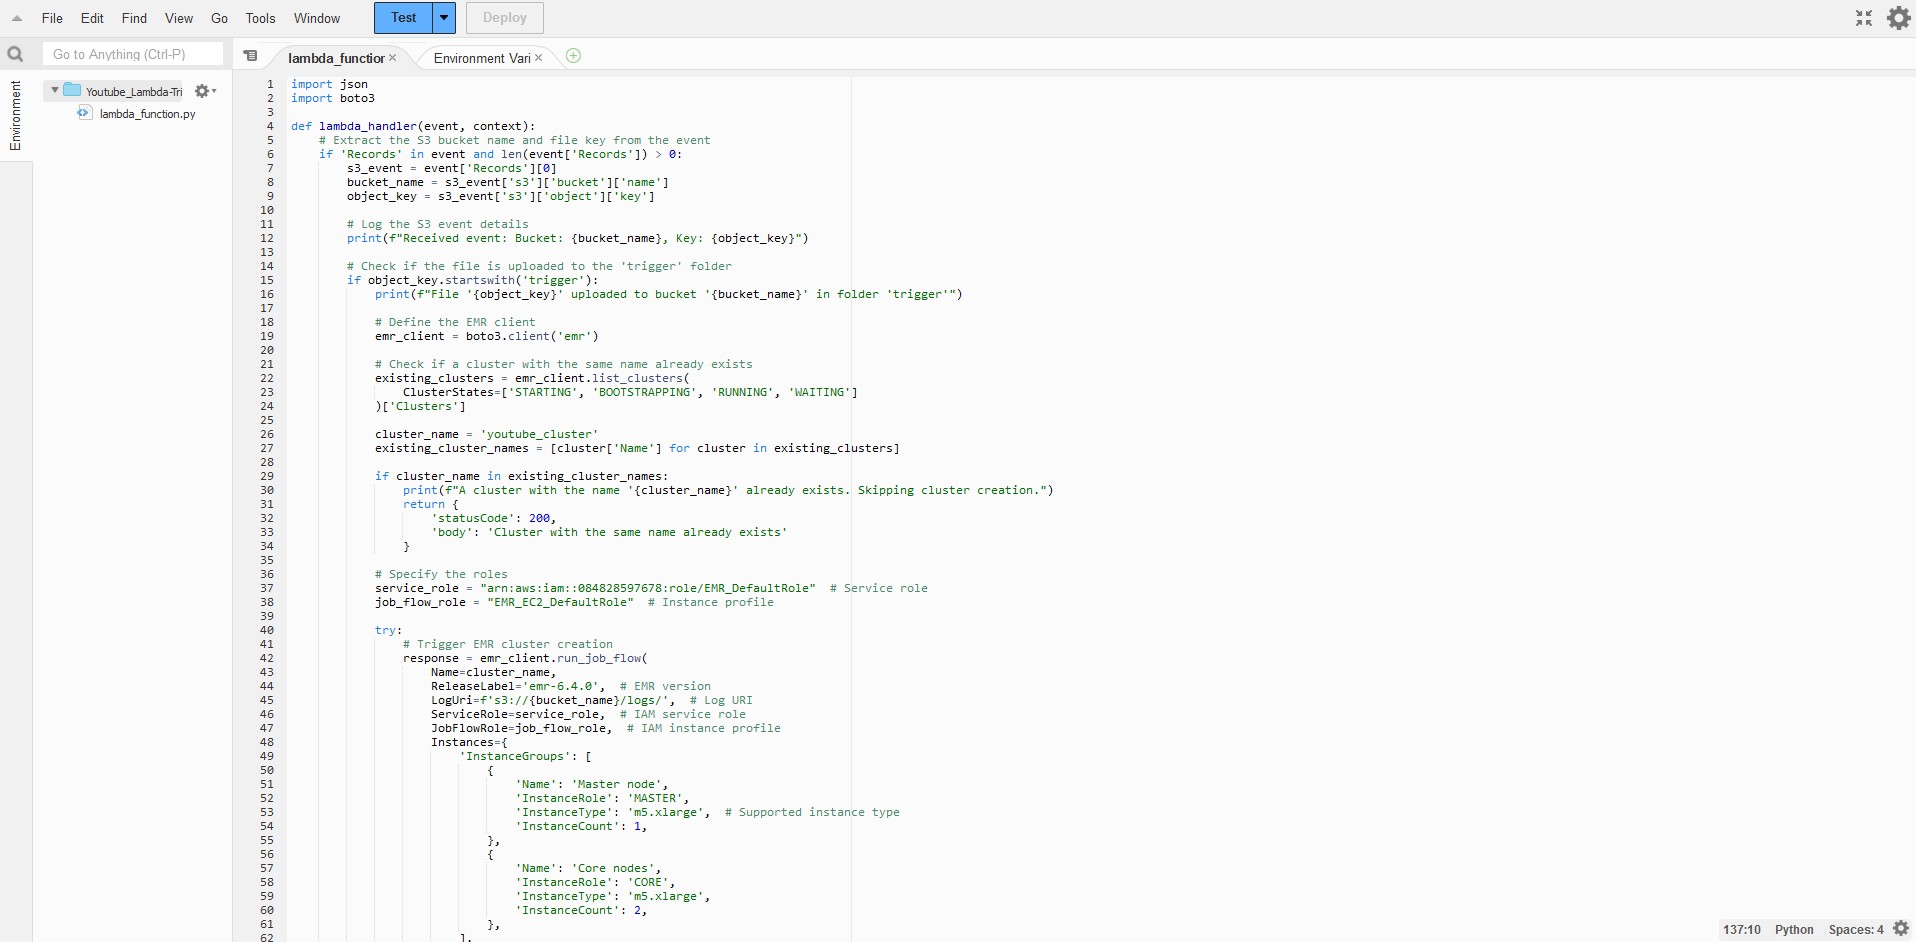 File Edit Find View Go Tools Window Test Deploy
Go to Anything (Ctrl-P)
lambda_functior
Environment Vari
Environment
Youtube_Lambda-Tri
lambda_function.py
1 import json
2 import boto3
3
4 def lambda_handler(event, context):
5     # Extract the S3 bucket name and file key from the event
6     if 'Records' in event and len(event['Records']) > 0:
7         s3_event = event['Records'][0]
8         bucket_name = s3_event['s3']['bucket']['name']
9         object_key = s3_event['s3']['object']['key']
10
11         # Log the S3 event details
12         print(f"Received event: Bucket: {bucket_name}, Key: {object_key}")
13
14         # Check if the file is uploaded to the 'trigger' folder
15         if object_key.startswith('trigger'):
16             print(f"File '{object_key}' uploaded to bucket '{bucket_name}' in folder 'trigger'")
17
18             # Define the EMR client
19             emr_client = boto3.client('emr')
20
21             # Check if a cluster with the same name already exists
22             existing_clusters = emr_client.list_clusters(
23                 ClusterStates=['STARTING', 'BOOTSTRAPPING', 'RUNNING', 'WAITING']
24             )['Clusters']
25
26             cluster_name = 'youtube_cluster'
27             existing_cluster_names = [cluster['Name'] for cluster in existing_clusters]
28
29             if cluster_name in existing_cluster_names:
30                 print(f"A cluster with the name '{cluster_name}' already exists. Skipping cluster creation.")
31                 return {
32                     'statusCode': 200,
33                     'body': 'Cluster with the same name already exists'
34                 }
35
36             # Specify the roles
37             service_role = "arn:aws:iam::084828597678:role/EMR_DefaultRole"  # Service role
38             job_flow_role = "EMR_EC2_DefaultRole"  # Instance profile
39
40             try:
41                 # Trigger EMR cluster creation
42                 response = emr_client.run_job_flow(
43                     Name=cluster_name,
44                     ReleaseLabel='emr-6.4.0',  # EMR version
45                     LogUri=f's3://{bucket_name}/logs/',  # Log URI
46                     ServiceRole=service_role,  # IAM service role
47                     JobFlowRole=job_flow_role,  # IAM instance profile
48                     Instances={
49                         'InstanceGroups': [
50                             {
51                                 'Name': 'Master node',
52                                 'InstanceRole': 'MASTER',
53                                 'InstanceType': 'm5.xlarge',  # Supported instance type
54                                 'InstanceCount': 1,
55                             },
56                             {
57                                 'Name': 'Core nodes',
58                                 'InstanceRole': 'CORE',
59                                 'InstanceType': 'm5.xlarge',
60                                 'InstanceCount': 2,
61                             },
62                         ],
137:10 Python Spaces: 4